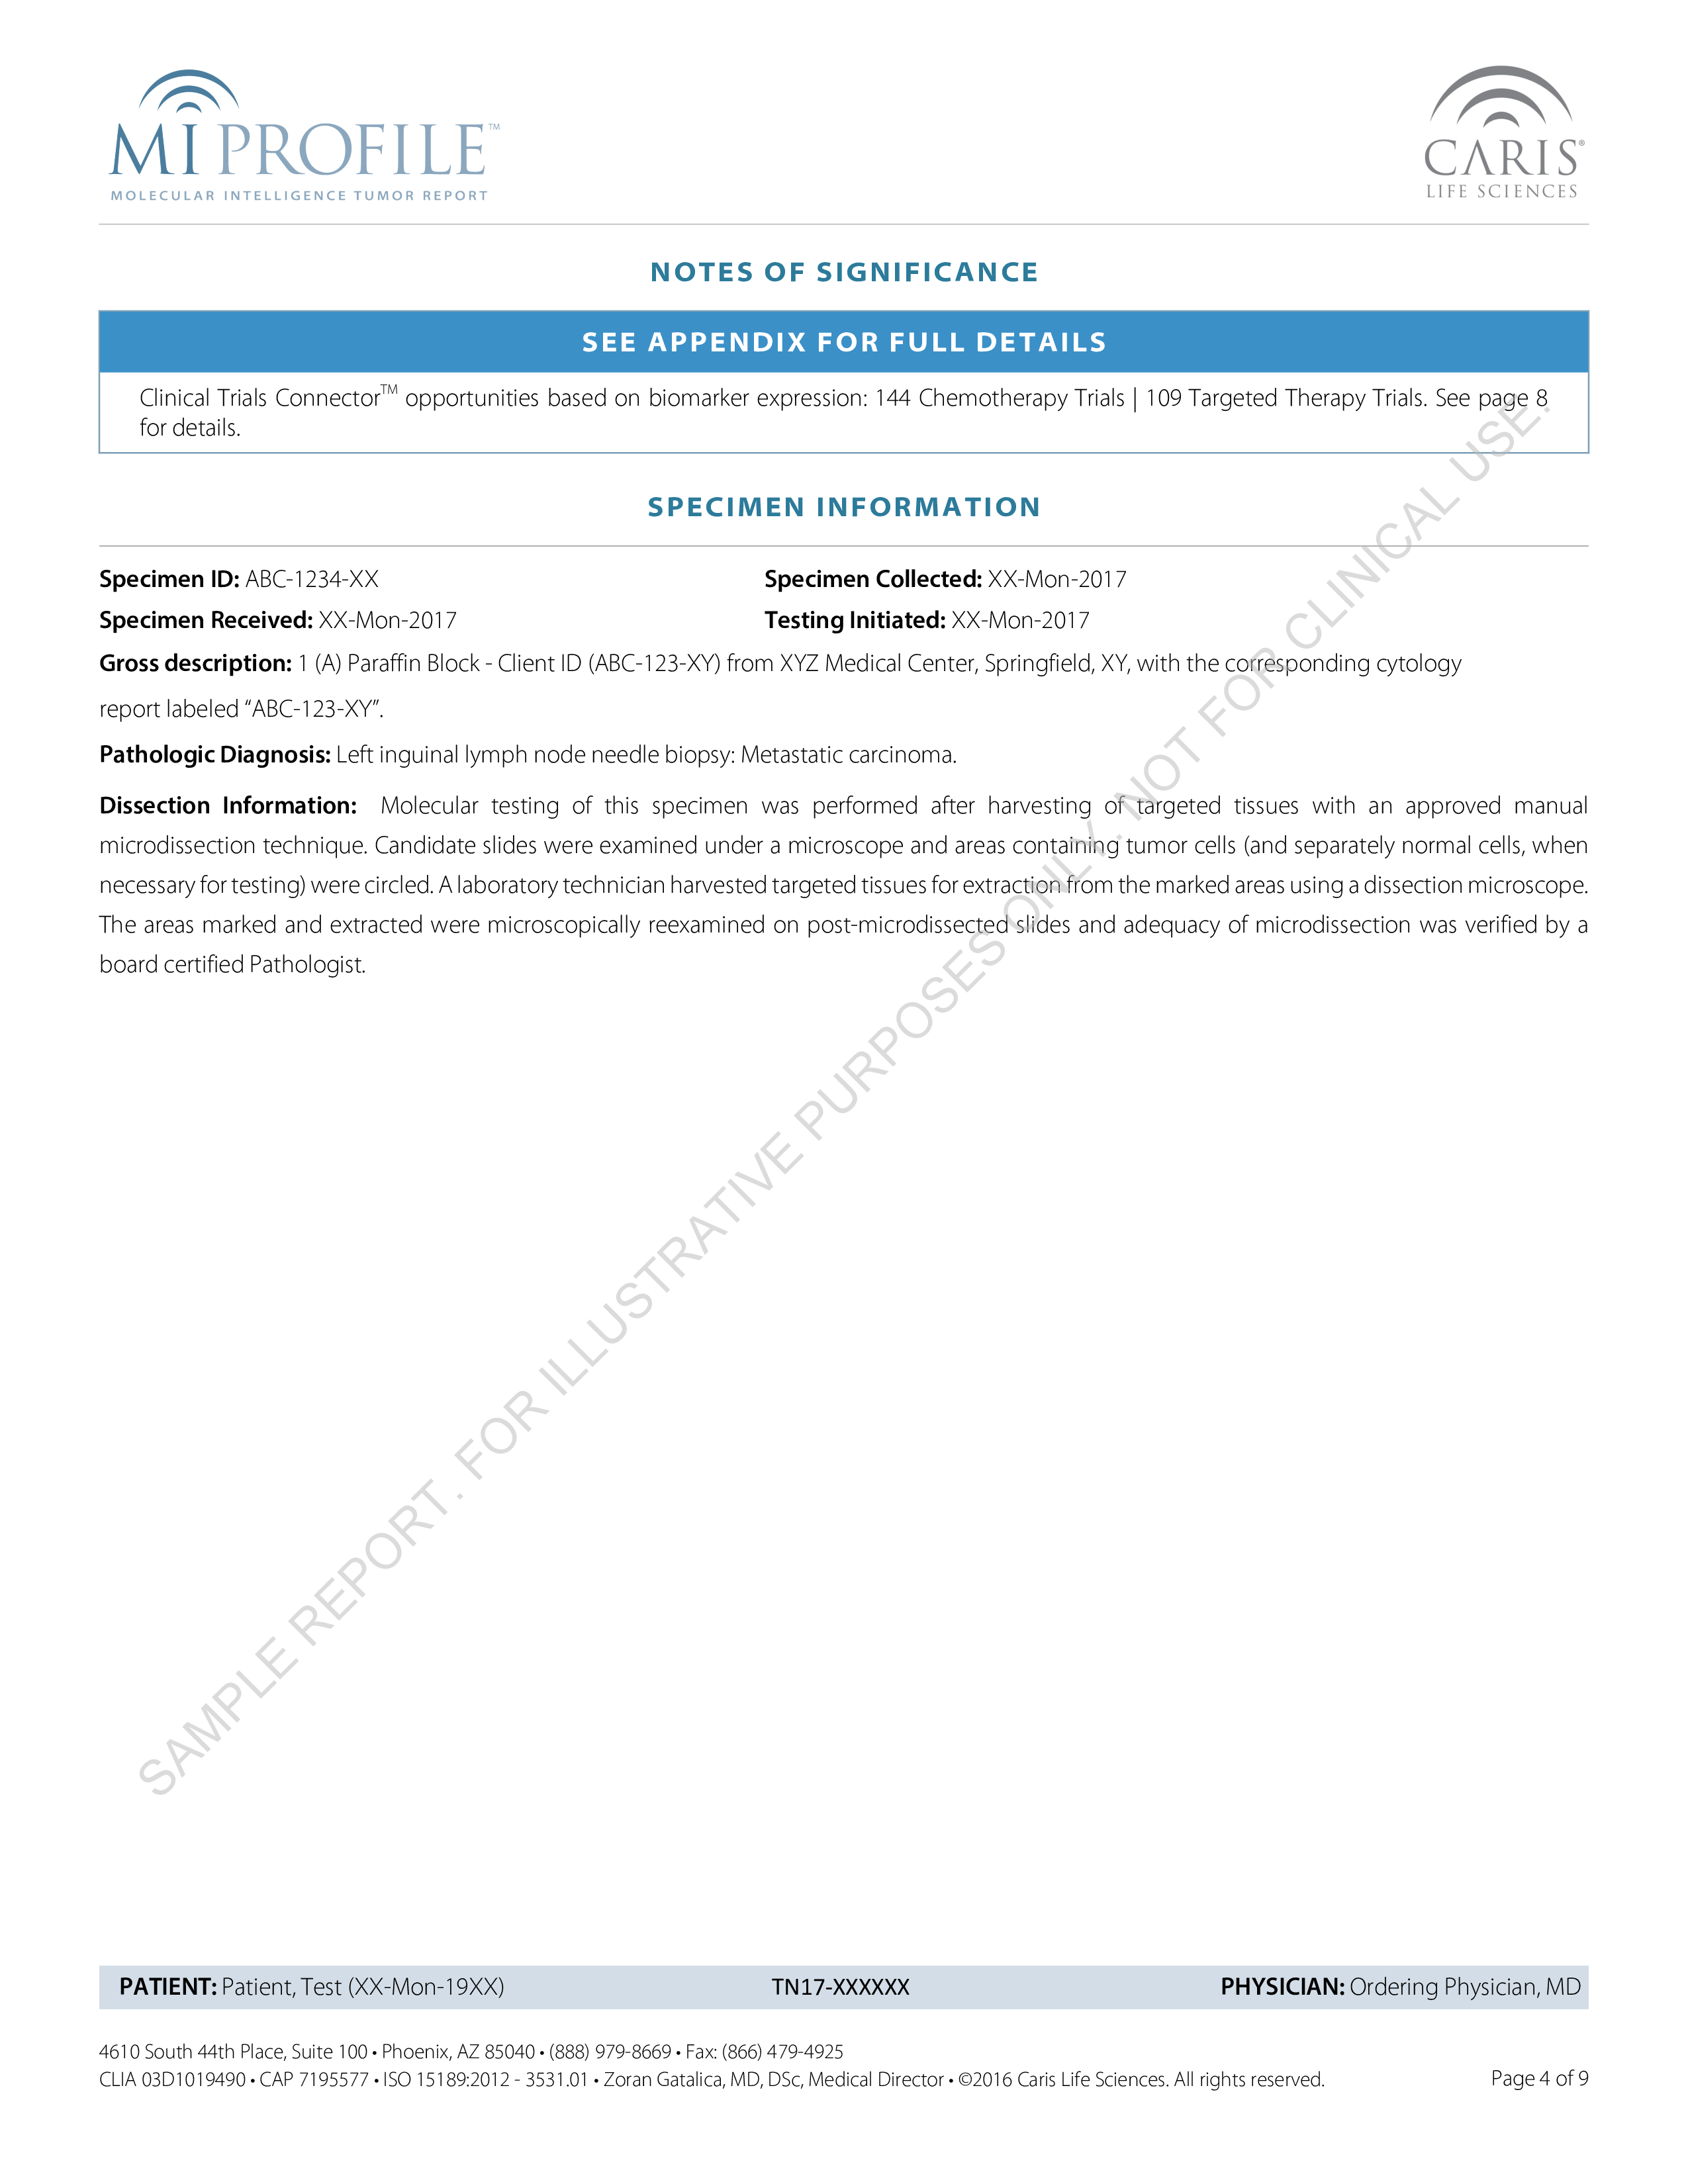 MI PROFILE™
MOLECULAR INTELLIGENCE TUMOR REPORT
CARIS®
LIFE SCIENCES
NOTES OF SIGNIFICANCE
SEE APPENDIX FOR FULL DETAILS
Clinical Trials Connector™ opportunities based on biomarker expression: 144 Chemotherapy Trials | 109 Targeted Therapy Trials. See page 8
for details.
SPECIMEN INFORMATION
Specimen ID: ABC-1234-XX Specimen Collected: XX-Mon-2017
Specimen Received: XX-Mon-2017 Testing Initiated: XX-Mon-2017
Gross description: 1 (A) Paraffin Block - Client ID (ABC-123-XY) from XYZ Medical Center, Springfield, XY, with the corresponding cytology
report labeled “ABC-123-XY”.
Pathologic Diagnosis: Left inguinal lymph node needle biopsy: Metastatic carcinoma.
Dissection Information: Molecular testing of this specimen was performed after harvesting of targeted tissues with an approved manual
microdissection technique. Candidate slides were examined under a microscope and areas containing tumor cells (and separately normal cells, when
necessary for testing) were circled. A laboratory technician harvested targeted tissues for extraction from the marked areas using a dissection microscope.
The areas marked and extracted were microscopically reexamined on post-microdissected slides and adequacy of microdissection was verified by a
board certified Pathologist.
SAMPLE REPORT. FOR ILLUSTRATIVE PURPOSES ONLY. NOT FOR CLINICAL USE.
PATIENT: Patient, Test (XX-Mon-19XX) TN17-XXXXXX PHYSICIAN: Ordering Physician, MD
4610 South 44th Place, Suite 100 • Phoenix, AZ 85040 • (888) 979-8669 • Fax: (866) 479-4925
CLIA 03D1019490 • CAP 7195577 • ISO 15189:2012 - 3531.01 • Zoran Gatalica, MD, DSc, Medical Director • ©2016 Caris Life Sciences. All rights reserved. Page 4 of 9